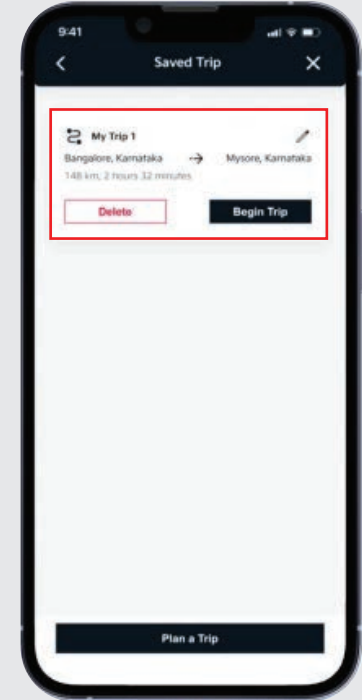 9:41
Saved Trip
My Trip 1
Bangalore, Karnataka Mysore, Karnataka
148 km, 2 hours 32 minutes
Delete Begin Trip
Plan a Trip